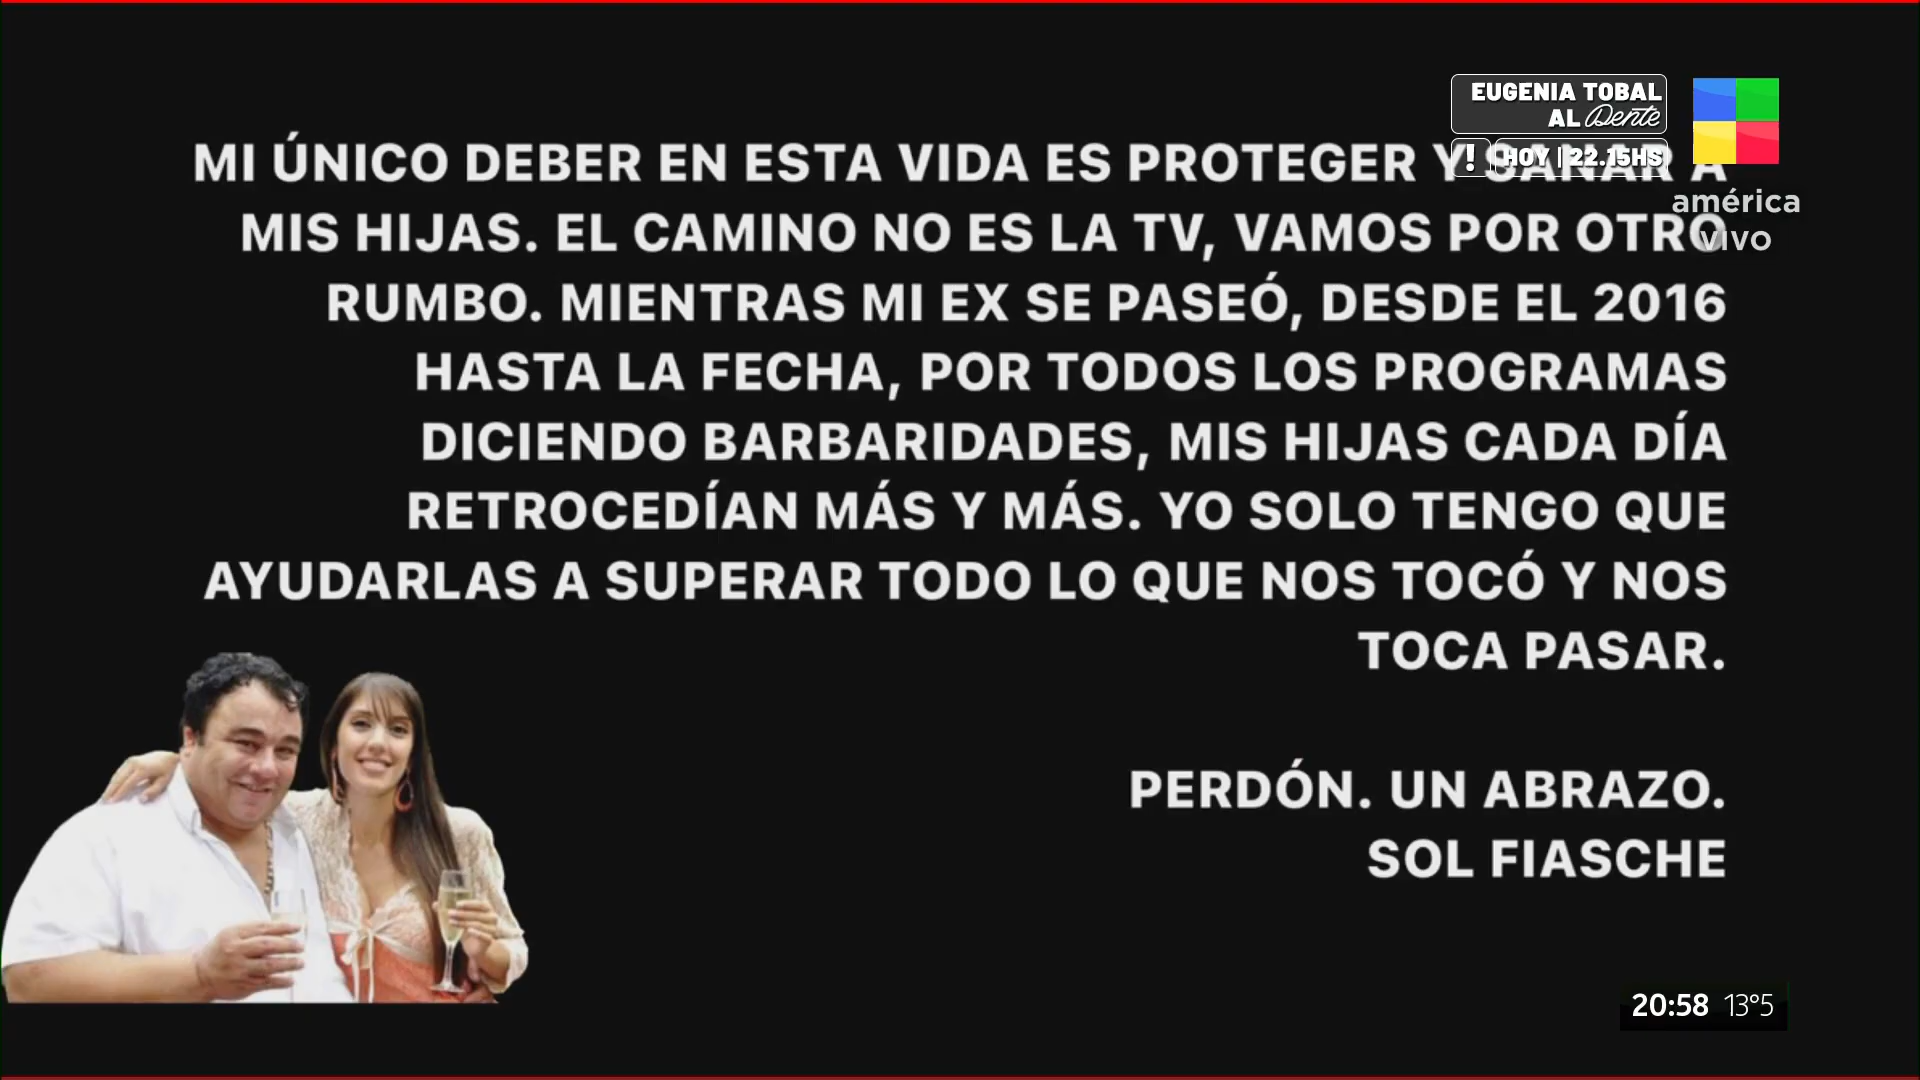 EUGENIA TOBAL
AL Dente
! HOY | 22.15HS
américa
vivo
MI ÚNICO DEBER EN ESTA VIDA ES PROTEGER Y SANAR A
MIS HIJAS. EL CAMINO NO ES LA TV, VAMOS POR OTRO
RUMBO. MIENTRAS MI EX SE PASEÓ, DESDE EL 2016
HASTA LA FECHA, POR TODOS LOS PROGRAMAS
DICIENDO BARBARIDADES, MIS HIJAS CADA DÍA
RETROCEDÍAN MÁS Y MÁS. YO SOLO TENGO QUE
AYUDARLAS A SUPERAR TODO LO QUE NOS TOCÓ Y NOS
TOCA PASAR.
PERDÓN. UN ABRAZO.
SOL FIASCHE
20:58 13°5